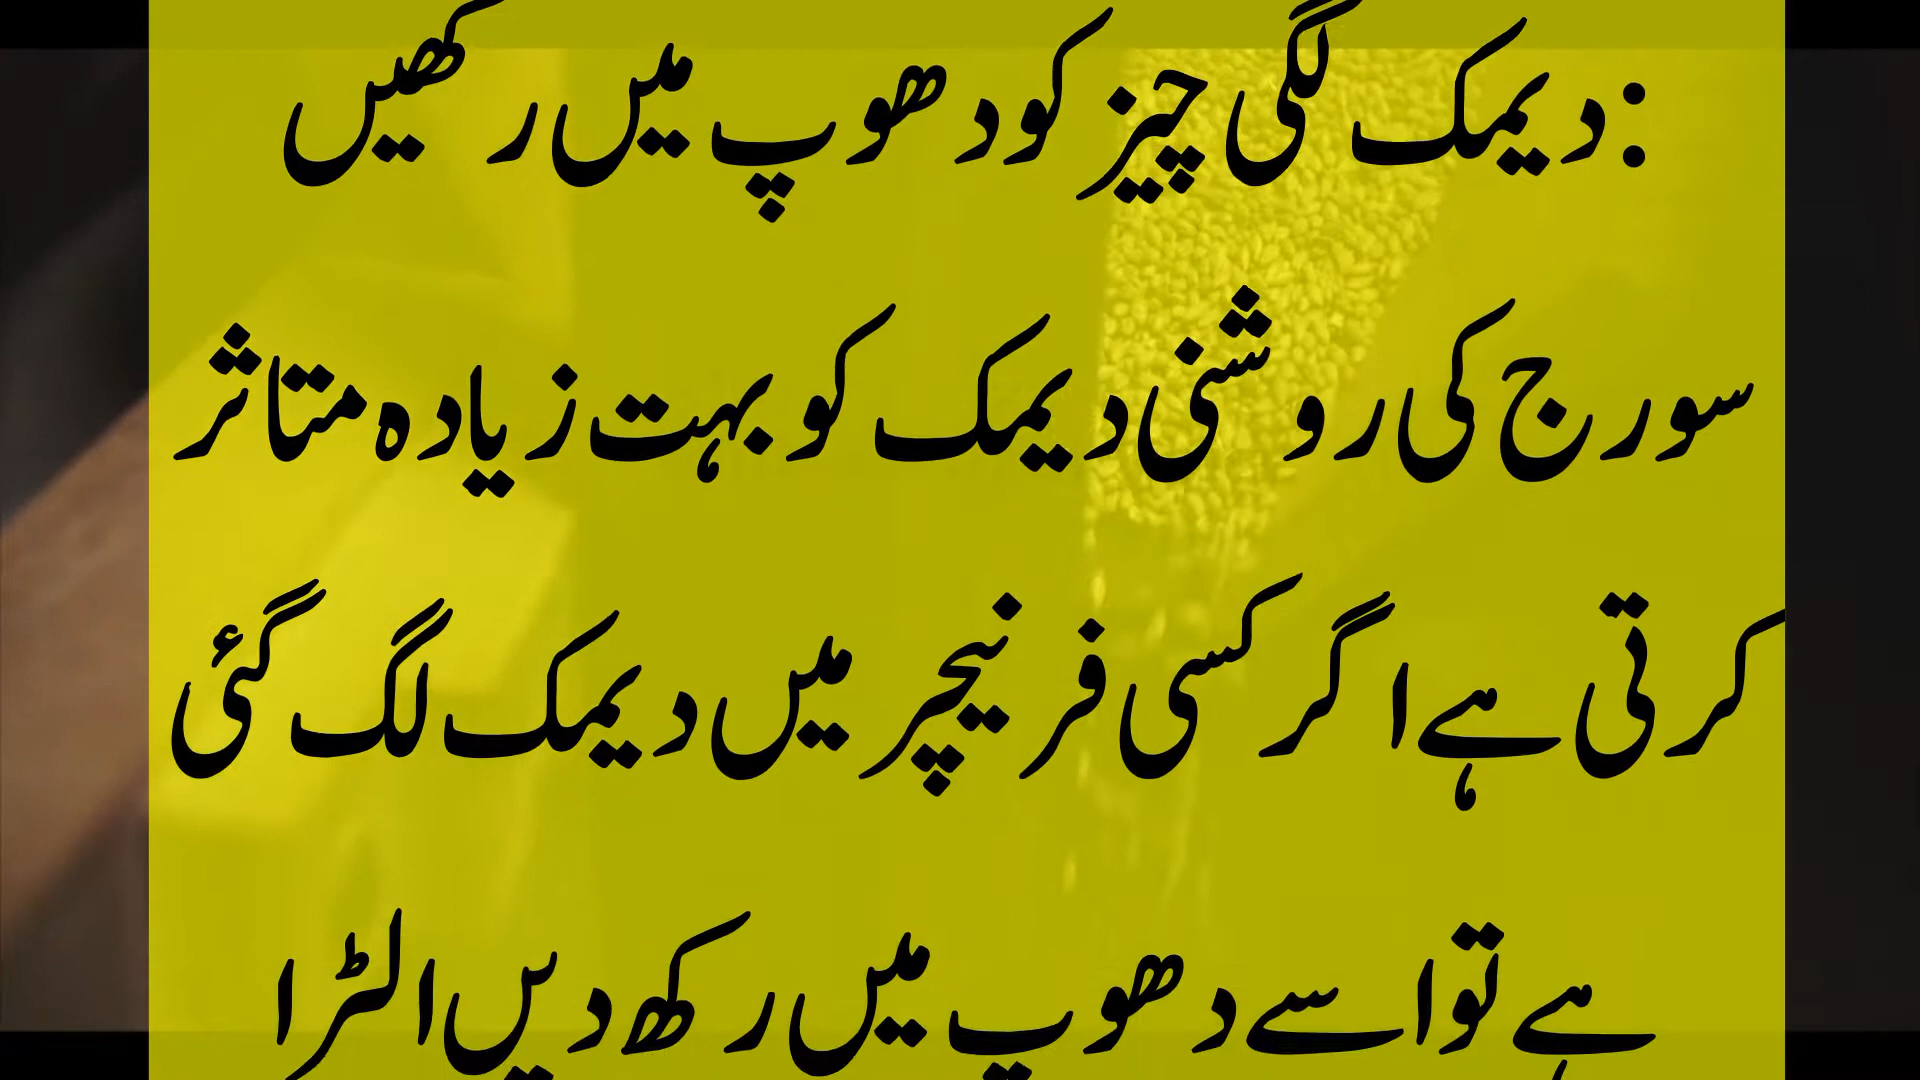 :دیمک لگی چیز کو دھوپ میں رکھیں
سورج کی روشنی دیمک کو بہت زیادہ متاثر
کرتی ہے اگر کسی فرنیچر میں دیمک لگ گئی
ہے تو اسے دھوپ میں رکھ دیں الٹرا